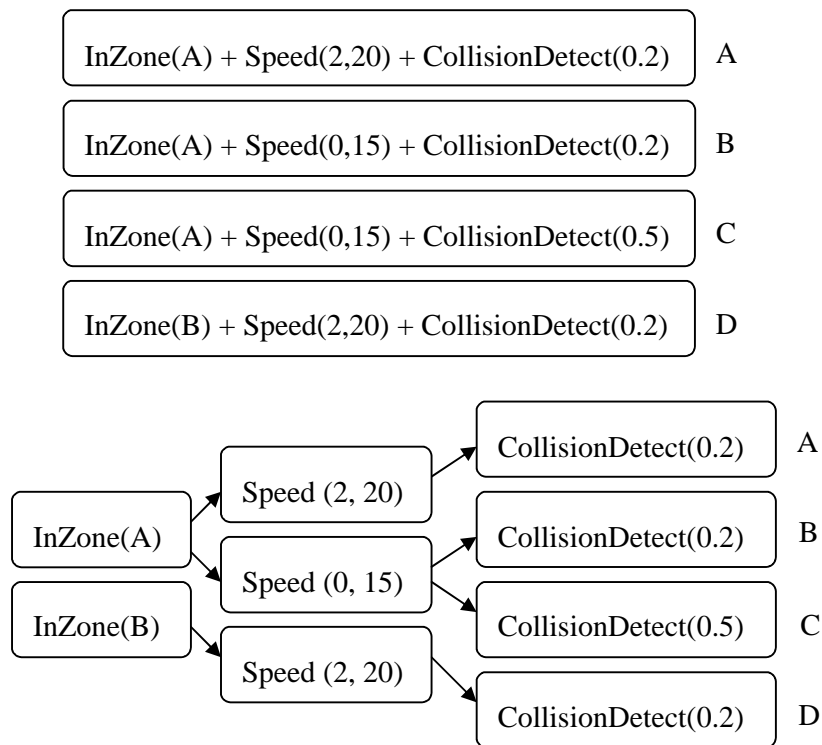 InZone(A) + Speed(2,20) + CollisionDetect(0.2) A
InZone(A) + Speed(0,15) + CollisionDetect(0.2) B
InZone(A) + Speed(0,15) + CollisionDetect(0.5) C
InZone(B) + Speed(2,20) + CollisionDetect(0.2) D
CollisionDetect(0.2) A
Speed (2, 20)
InZone(A)
CollisionDetect(0.2) B
Speed (0, 15)
InZone(B)
CollisionDetect(0.5) C
Speed (2, 20)
CollisionDetect(0.2) D